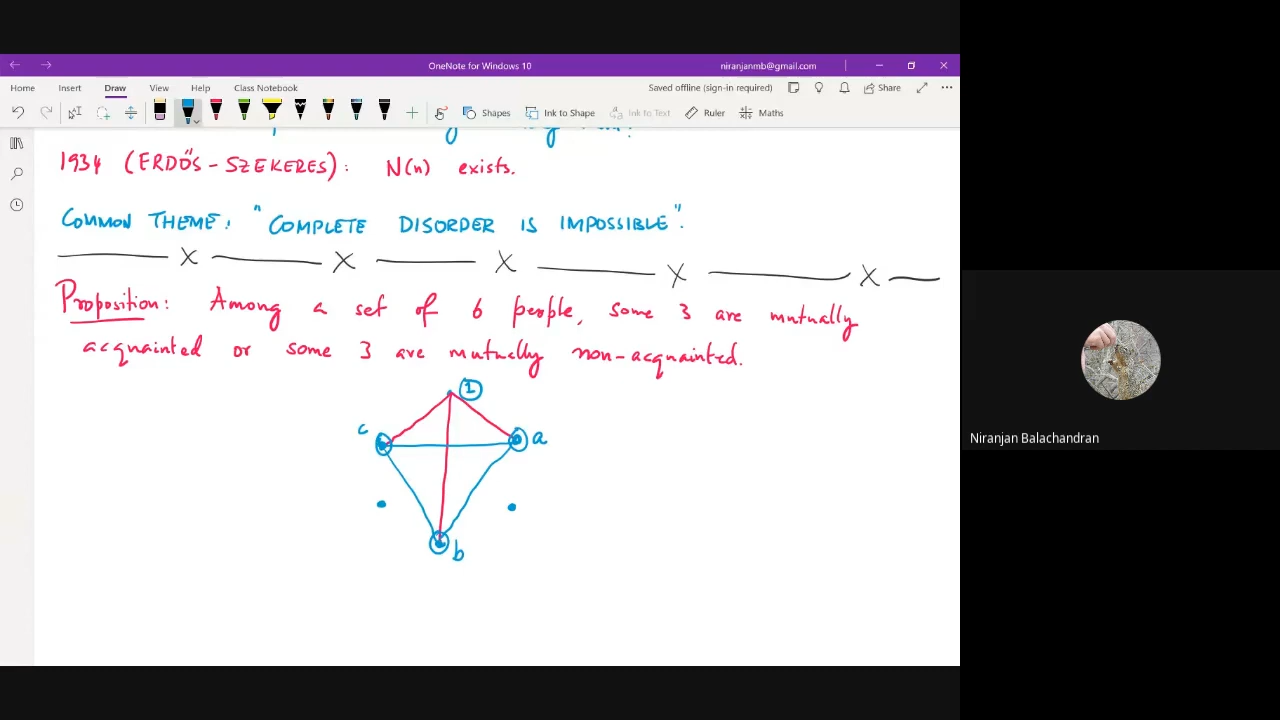 OneNote for Windows 10
niranjanmb@gmail.com
Home Insert Draw View Help Class Notebook
Saved offline (sign-in required)
Share
Shapes
Ink to Shape
Ink to Text
Ruler
Maths
1934 (ERDŐS-SZEKERES): N(n) exists.
COMMON THEME: "COMPLETE DISORDER IS IMPOSSIBLE".
X X X X X
Proposition: Among a set of 6 people, some 3 are mutually
acquainted or some 3 are mutually non-acquainted.
1
c
a
b
Niranjan Balachandran